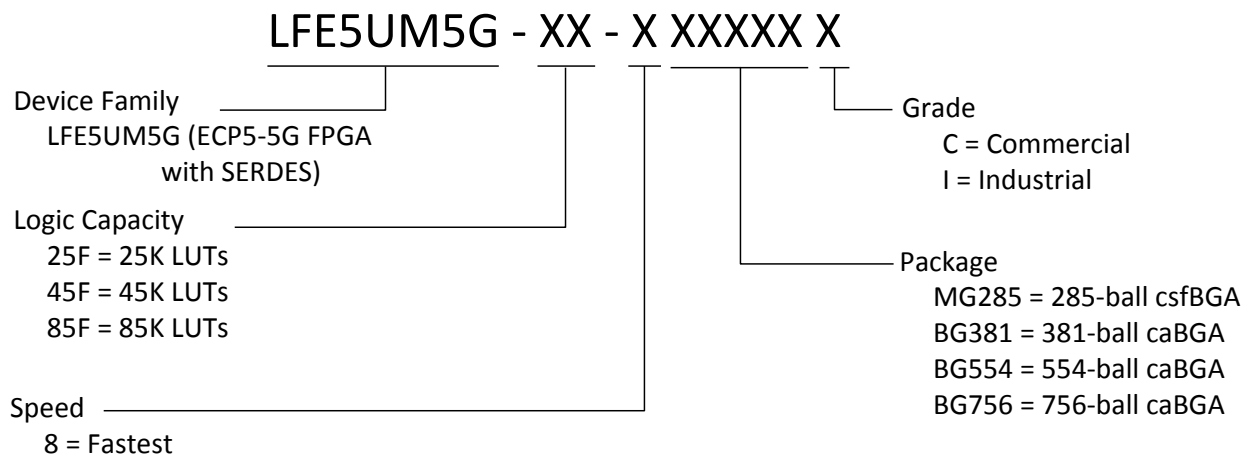 LFE5UM5G - XX - X XXXXX X
Device Family
LFE5UM5G (ECP5-5G FPGA
with SERDES)
Logic Capacity
25F = 25K LUTs
45F = 45K LUTs
85F = 85K LUTs
Speed
8 = Fastest
Grade
C = Commercial
I = Industrial
Package
MG285 = 285-ball csfBGA
BG381 = 381-ball caBGA
BG554 = 554-ball caBGA
BG756 = 756-ball caBGA